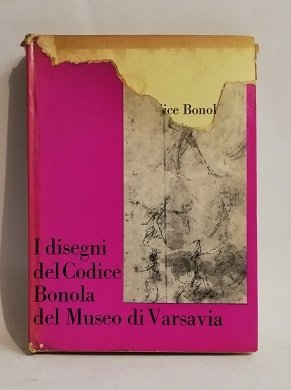 ice Bonol
I disegni
del Codice
Bonola
del Museo di Varsavia